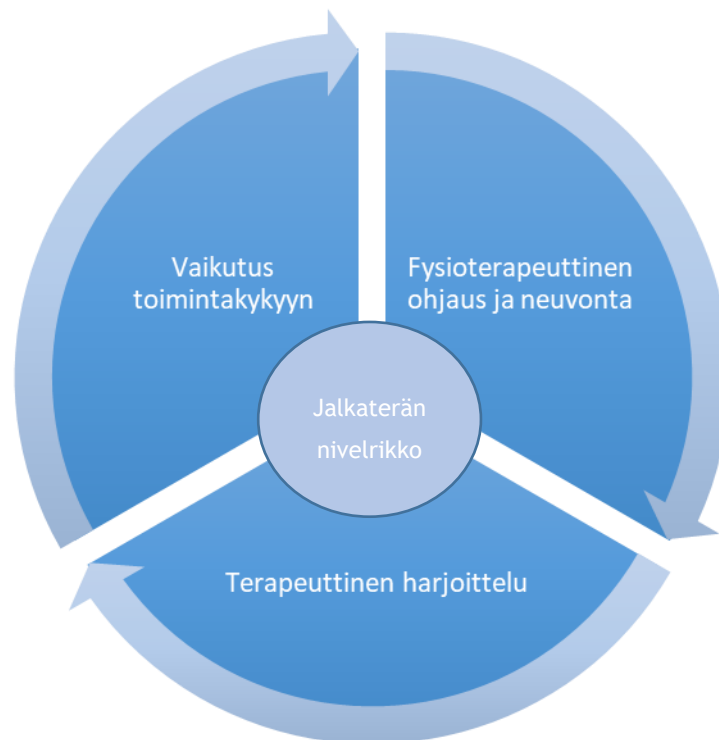 Vaikutus
toimintakykyyn
Fysioterapeuttinen
ohjaus ja neuvonta
Jalkaterän
nivelrikko
Terapeuttinen harjoittelu